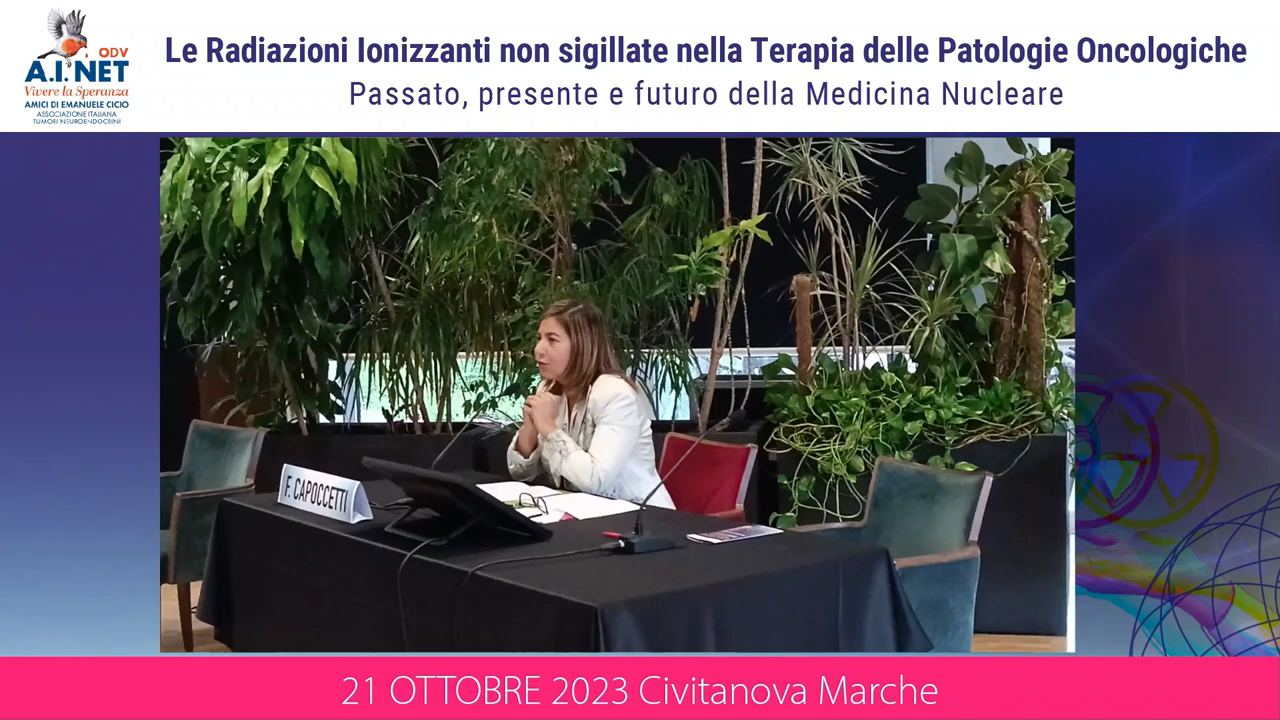 ODV
A.I.NET
Vivere la Speranza
AMICI DI EMANUELE CICIO
ASSOCIAZIONE ITALIANA
TUMORI NEUROENDOCRINI
Le Radiazioni Ionizzanti non sigillate nella Terapia delle Patologie Oncologiche
Passato, presente e futuro della Medicina Nucleare
F. CAPOCCETTI
21 OTTOBRE 2023 Civitanova Marche